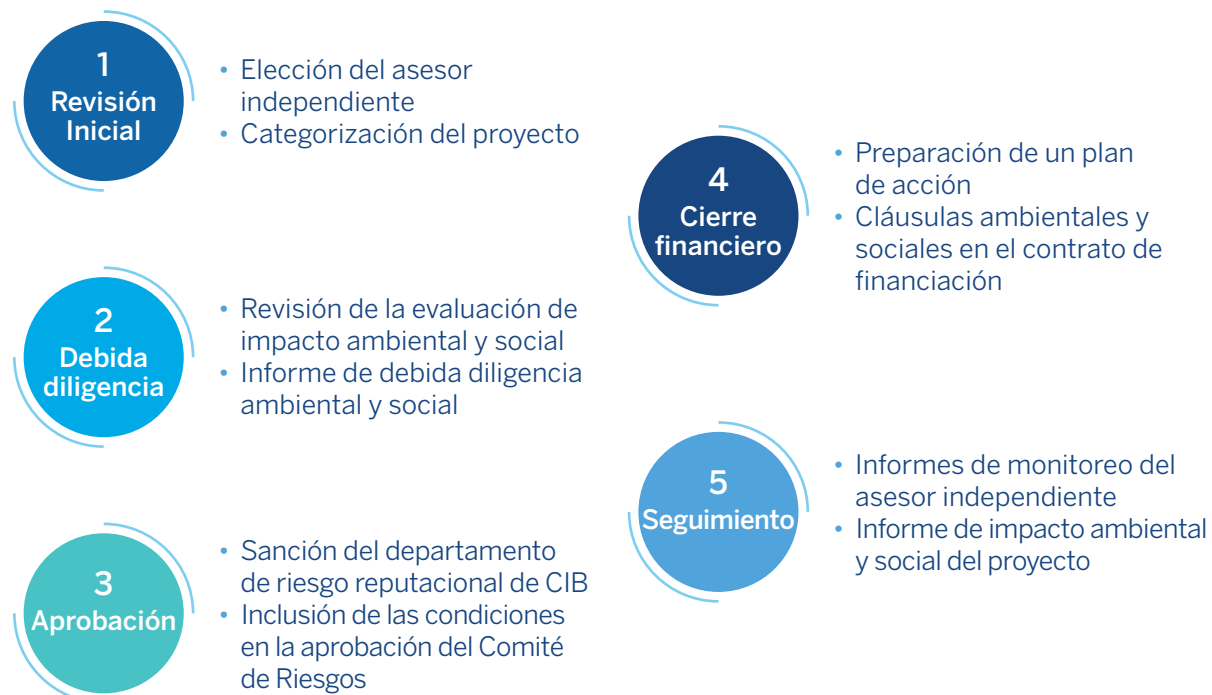 1
Revisión
Inicial
• Elección del asesor
independiente
• Categorización del proyecto
2
Debida
diligencia
• Revisión de la evaluación de
impacto ambiental y social
• Informe de debida diligencia
ambiental y social
3
Aprobación
• Sanción del departamento
de riesgo reputacional de CIB
• Inclusión de las condiciones
en la aprobación del Comité
de Riesgos
4
Cierre
financiero
• Preparación de un plan
de acción
• Cláusulas ambientales y
sociales en el contrato de
financiación
5
Seguimiento
• Informes de monitoreo del
asesor independiente
• Informe de impacto ambiental
y social del proyecto